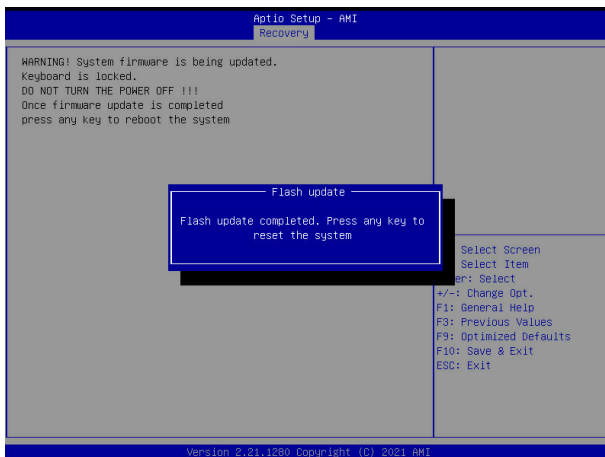 Aptio Setup - AMI
Recovery
WARNING! System firmware is being updated.
Keyboard is locked.
DO NOT TURN THE POWER OFF !!!
Once firmware update is completed
press any key to reboot the system
Flash update
Flash update completed. Press any key to
reset the system
Select Screen
Select Item
er: Select
+/-: Change Opt.
F1: General Help
F3: Previous Values
F9: Optimized Defaults
F10: Save & Exit
ESC: Exit
Version 2.21.1280 Copyright (C) 2021 AMI